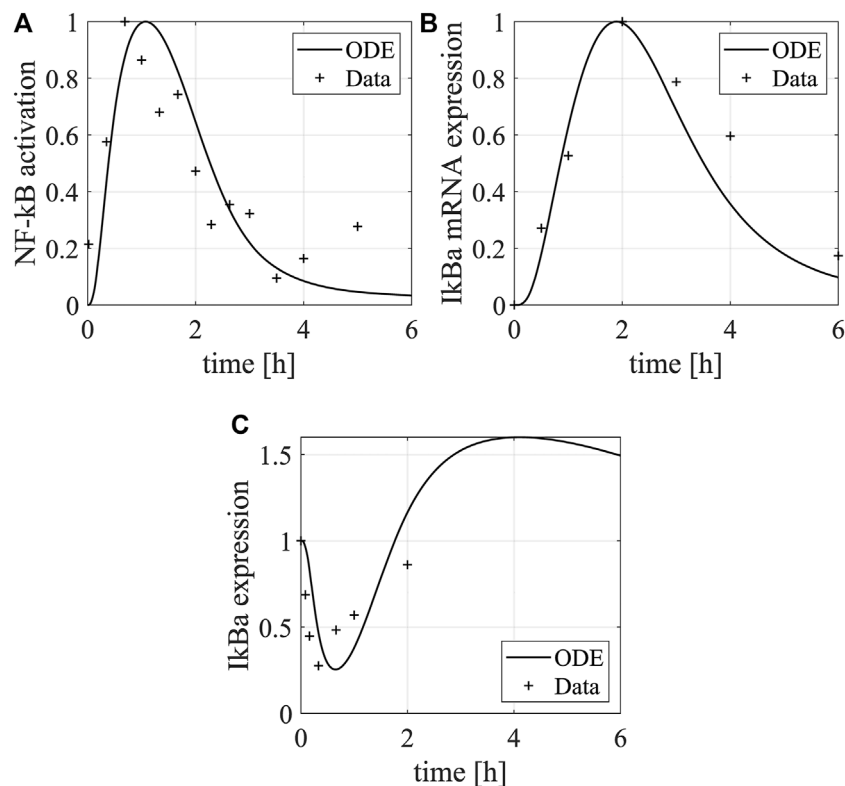 A
NF-kB activation
1
0.8
0.6
0.4
0.2
0
0 2 4 6
time [h]
ODE
Data
B
IkBa mRNA expression
1
0.8
0.6
0.4
0.2
0
0 2 4 6
time [h]
ODE
Data
C
IkBa expression
1.5
1
0.5
0
0 2 4 6
time [h]
ODE
Data